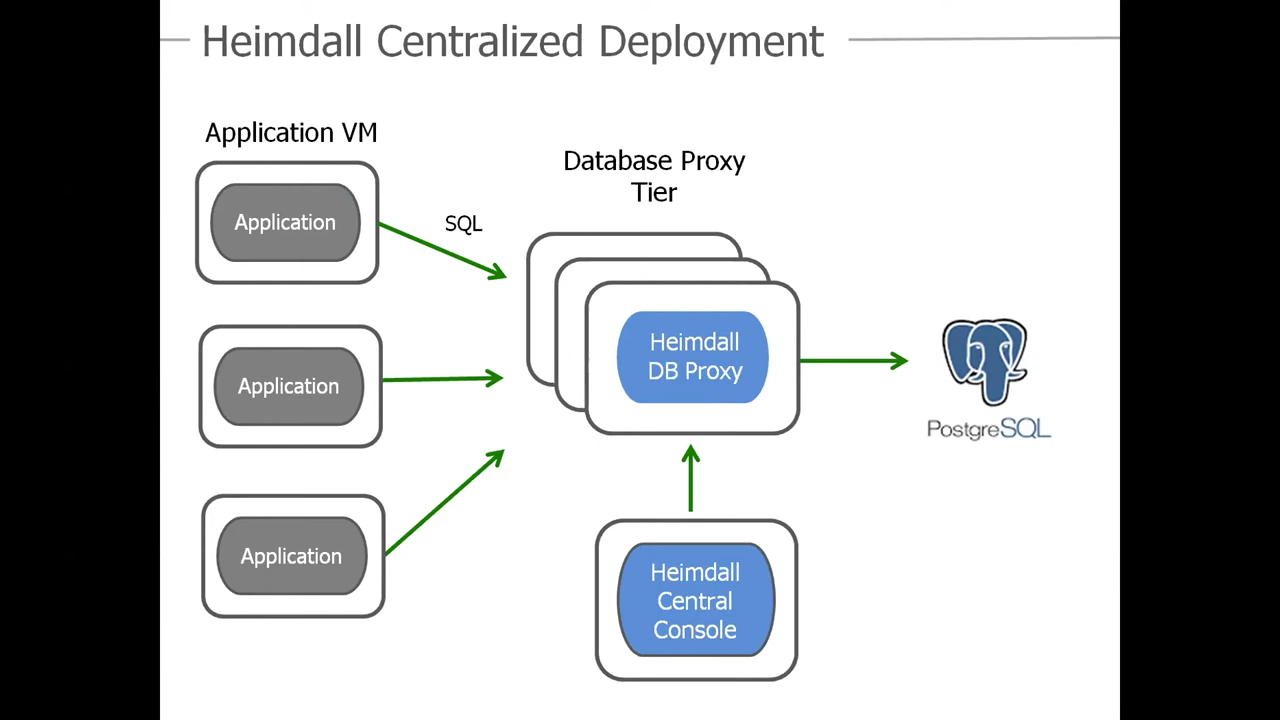 Heimdall Centralized Deployment
Application VM
Database Proxy
Tier
Application
SQL
Heimdall
DB Proxy
Application
PostgreSQL
Application
Heimdall
Central
Console